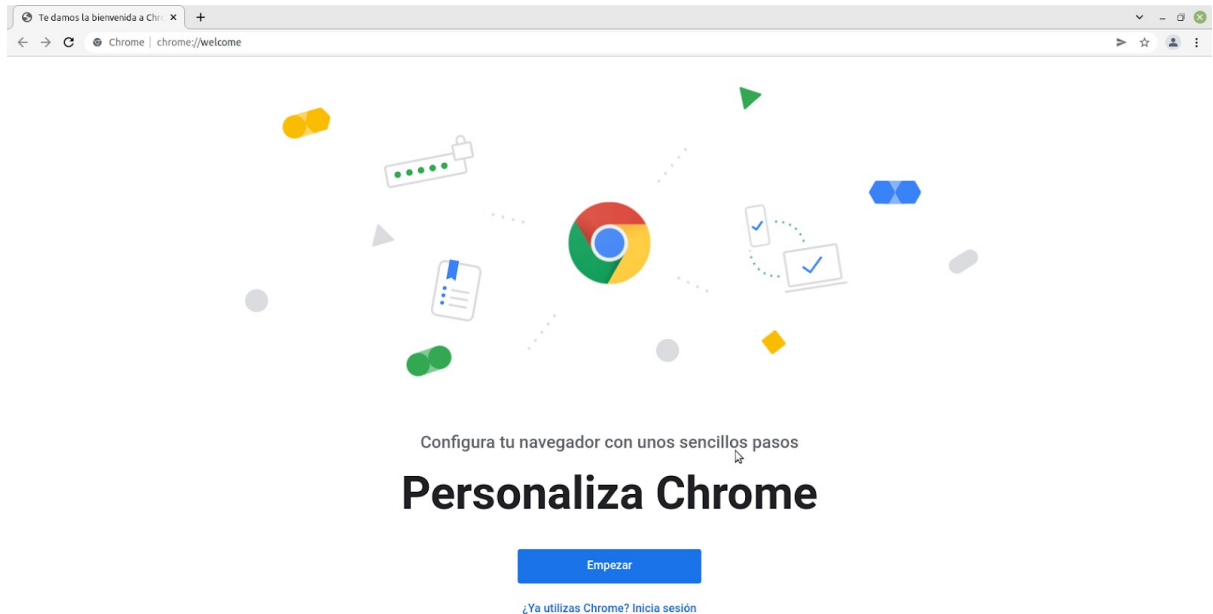 Te damos la bienvenida a Chr
Chrome | chrome://welcome
Configura tu navegador con unos sencillos pasos
Personaliza Chrome
Empezar
¿Ya utilizas Chrome? Inicia sesión